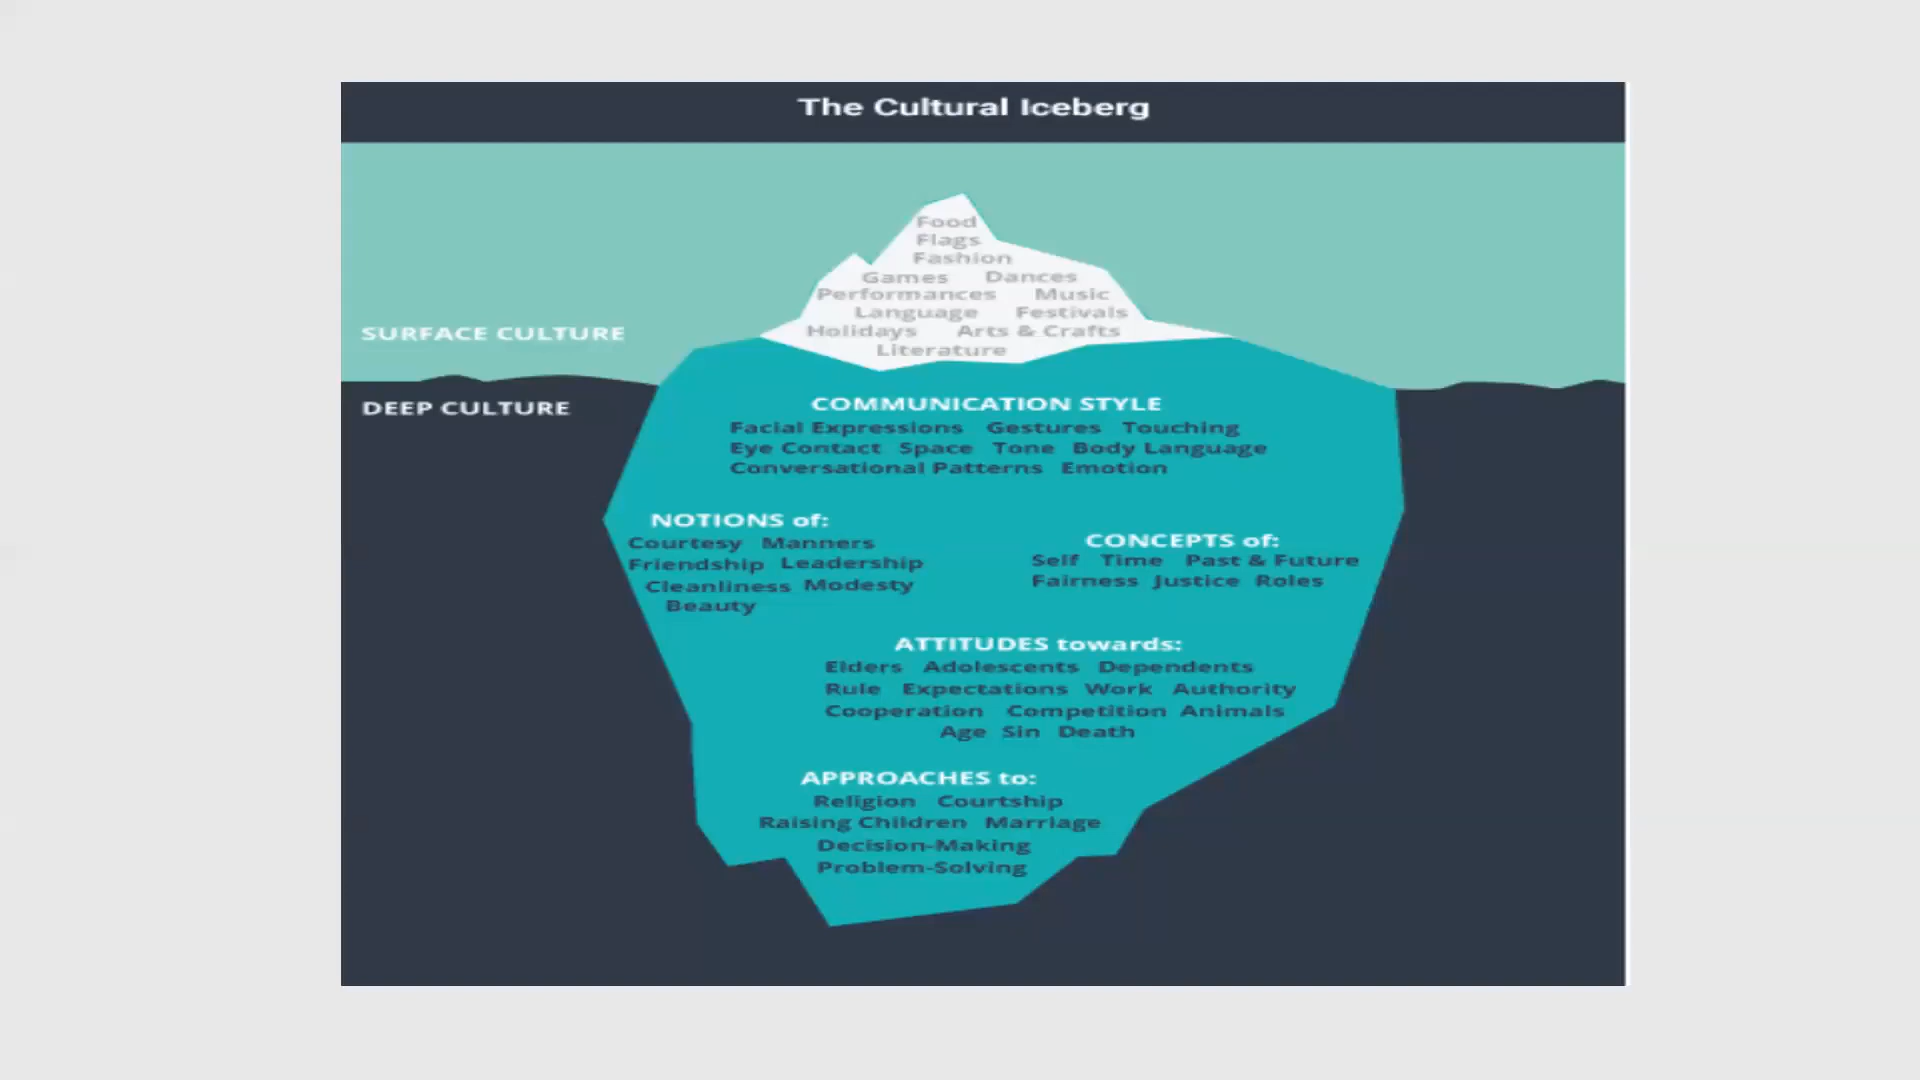 The Cultural Iceberg
Food
Flags
Fashion
Games Dances
Performances Music
Language Festivals
Holidays Arts & Crafts
Literature
SURFACE CULTURE
DEEP CULTURE
COMMUNICATION STYLE
Facial Expressions Gestures Touching
Eye Contact Space Tone Body Language
Conversational Patterns Emotion
NOTIONS of:
Courtesy Manners
Friendship Leadership
Cleanliness Modesty
Beauty
CONCEPTS of:
Self Time Past & Future
Fairness Justice Roles
ATTITUDES towards:
Elders Adolescents Dependents
Rule Expectations Work Authority
Cooperation Competition Animals
Age Sin Death
APPROACHES to:
Religion Courtship
Raising Children Marriage
Decision-Making
Problem-Solving